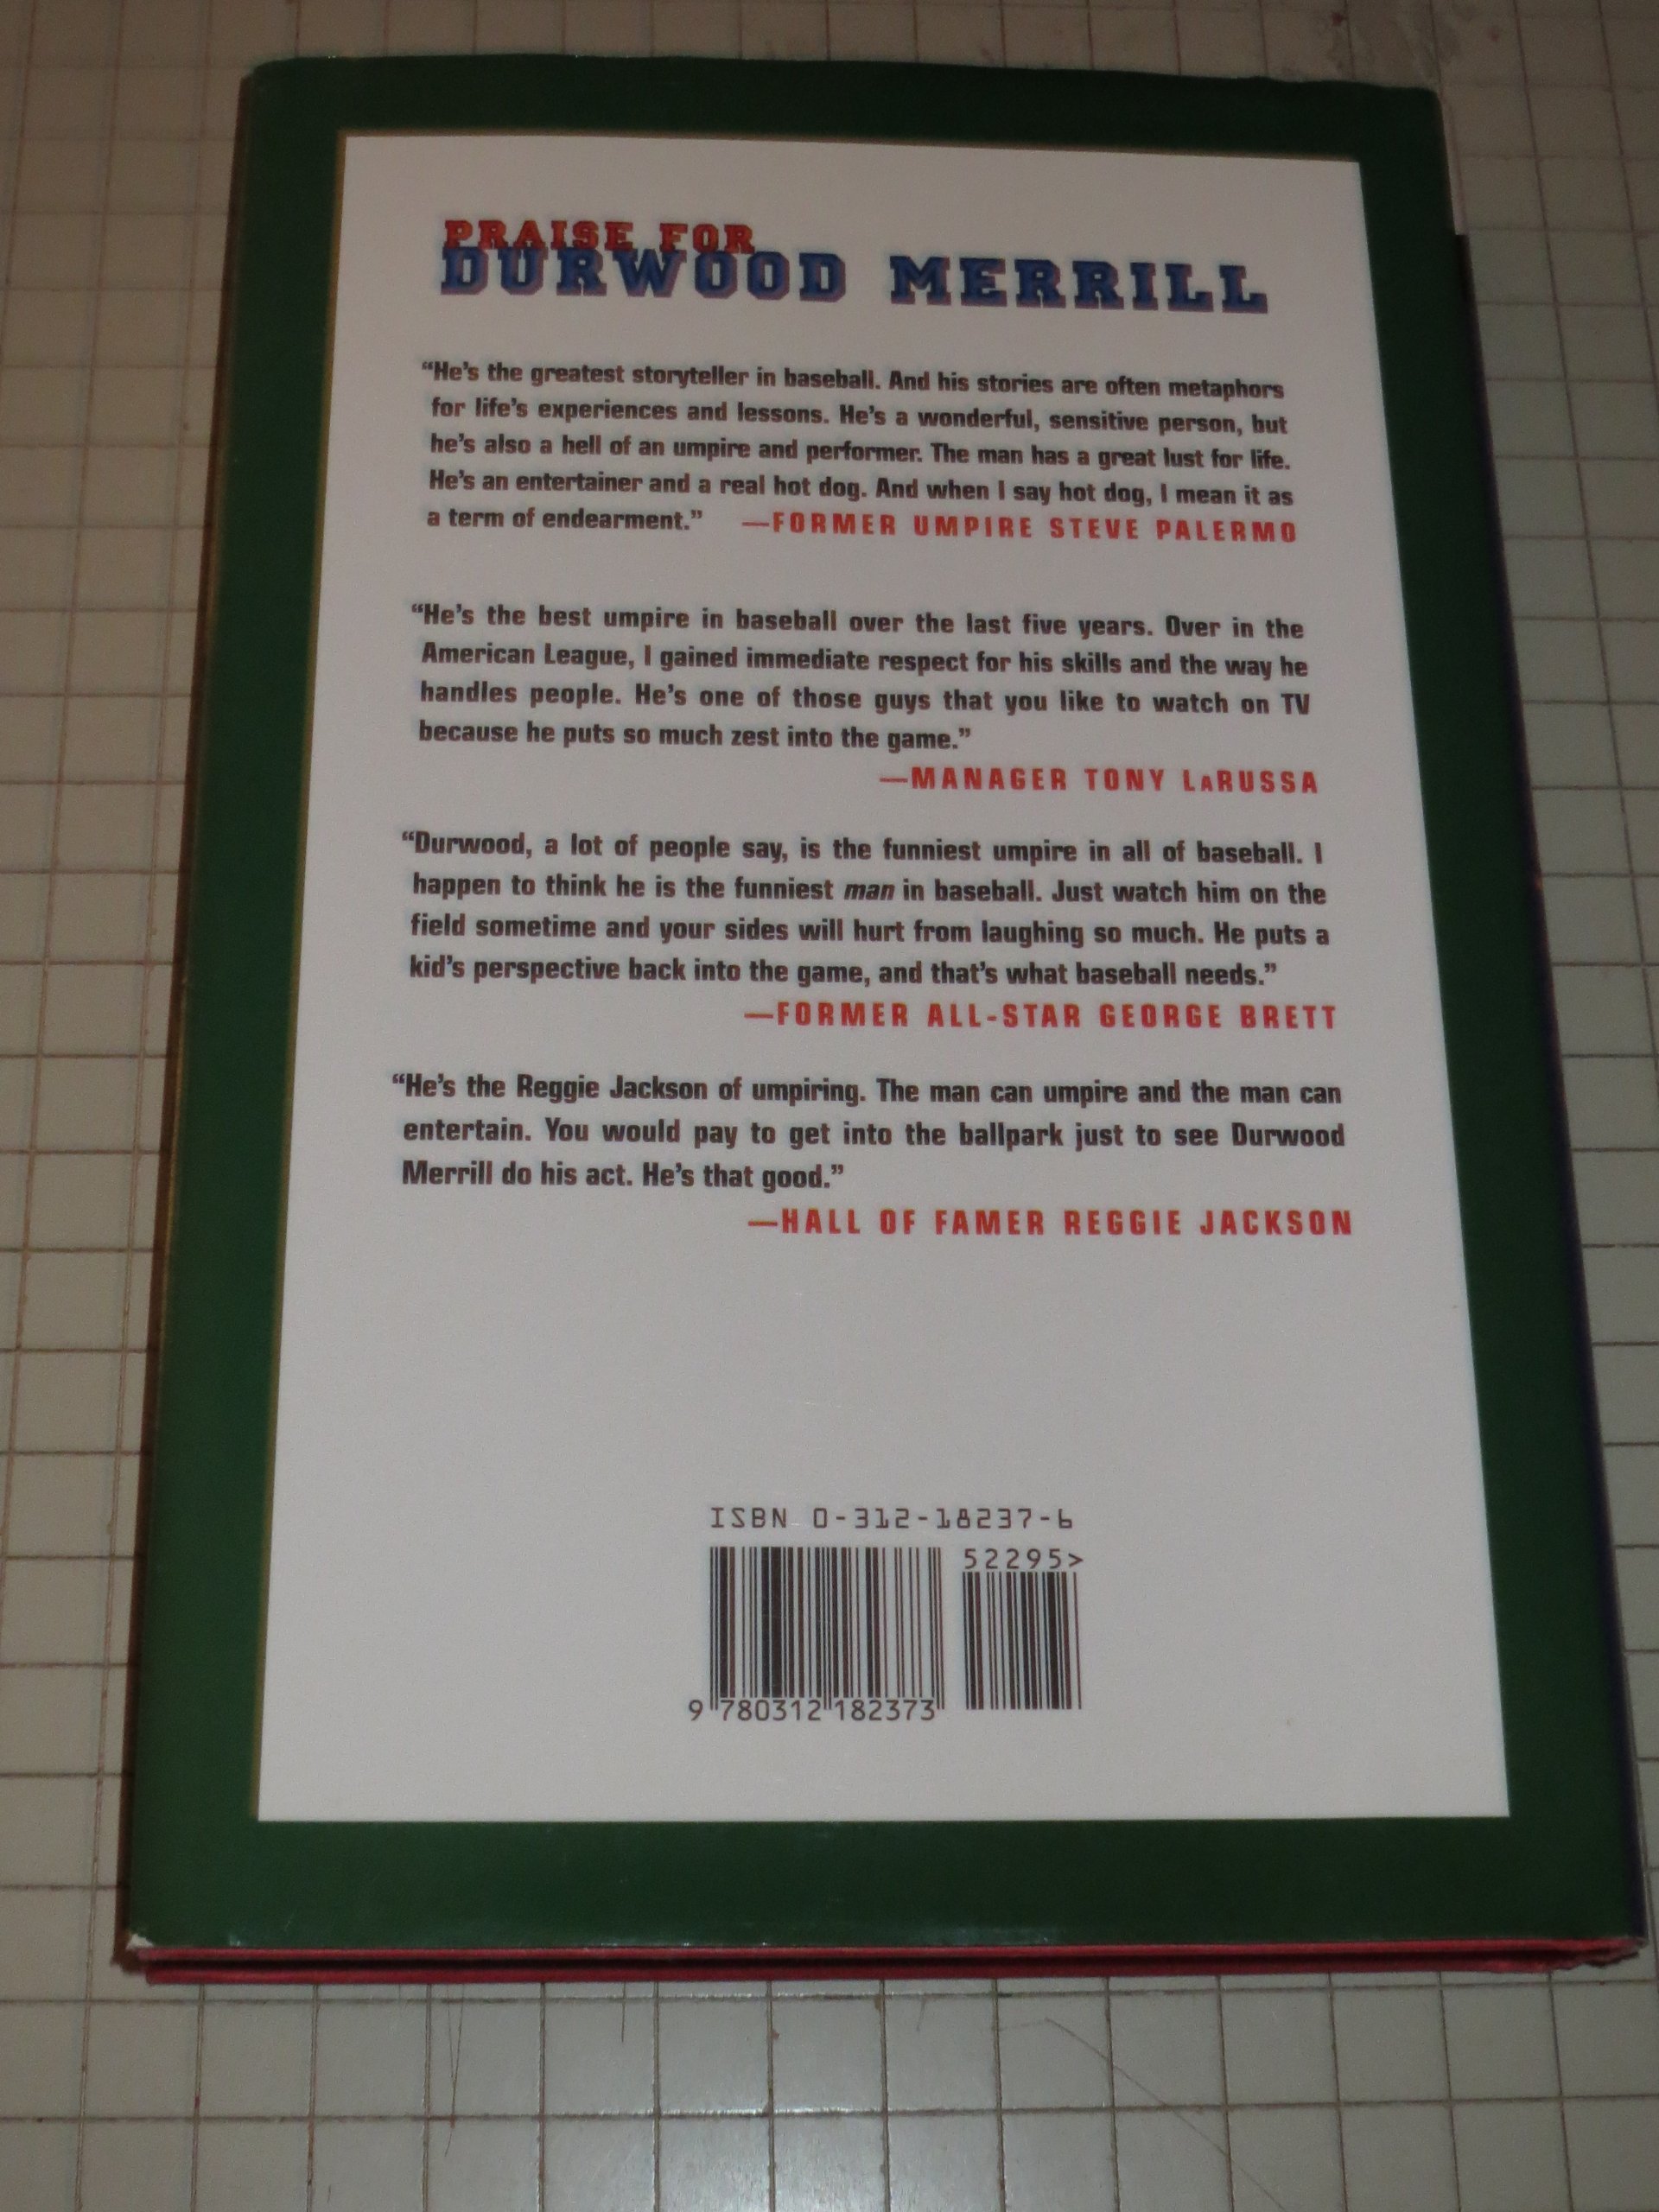 PRAISE FOR
DURWOOD MERRILL
“He’s the greatest storyteller in baseball. And his stories are often metaphors
for life’s experiences and lessons. He’s a wonderful, sensitive person, but
he’s also a hell of an umpire and performer. The man has a great lust for life.
He’s an entertainer and a real hot dog. And when I say hot dog, I mean it as
a term of endearment.” —FORMER UMPIRE STEVE PALERMO
“He’s the best umpire in baseball over the last five years. Over in the
American League, I gained immediate respect for his skills and the way he
handles people. He’s one of those guys that you like to watch on TV
because he puts so much zest into the game.”
—MANAGER TONY LaRUSSA
“Durwood, a lot of people say, is the funniest umpire in all of baseball. I
happen to think he is the funniest man in baseball. Just watch him on the
field sometime and your sides will hurt from laughing so much. He puts a
kid’s perspective back into the game, and that’s what baseball needs.”
—FORMER ALL-STAR GEORGE BRETT
“He’s the Reggie Jackson of umpiring. The man can umpire and the man can
entertain. You would pay to get into the ballpark just to see Durwood
Merrill do his act. He’s that good.”
—HALL OF FAMER REGGIE JACKSON
ISBN 0-312-18237-6
52295>
9 780312 182373